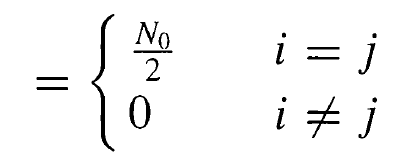 = { N₀/2 i = j
0 i ≠ j